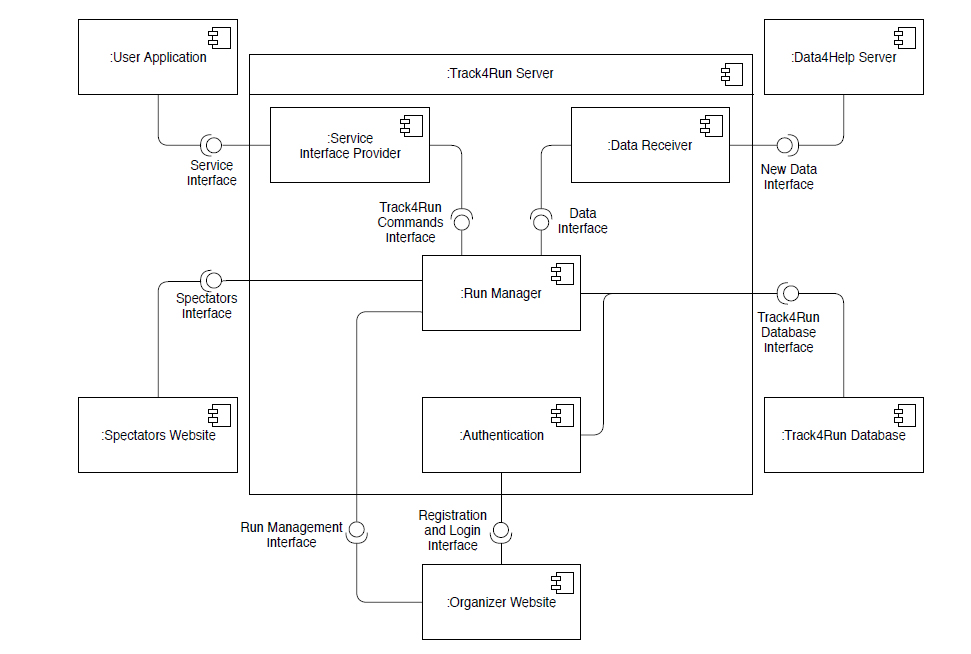 :User Application
:Track4Run Server
:Data4Help Server
:Service
Interface Provider
:Data Receiver
Service
Interface
New Data
Interface
Track4Run
Commands
Interface
Data
Interface
:Run Manager
Spectators
Interface
Track4Run
Database
Interface
:Spectators Website
:Authentication
:Track4Run Database
Run Management
Interface
Registration
and Login
Interface
:Organizer Website